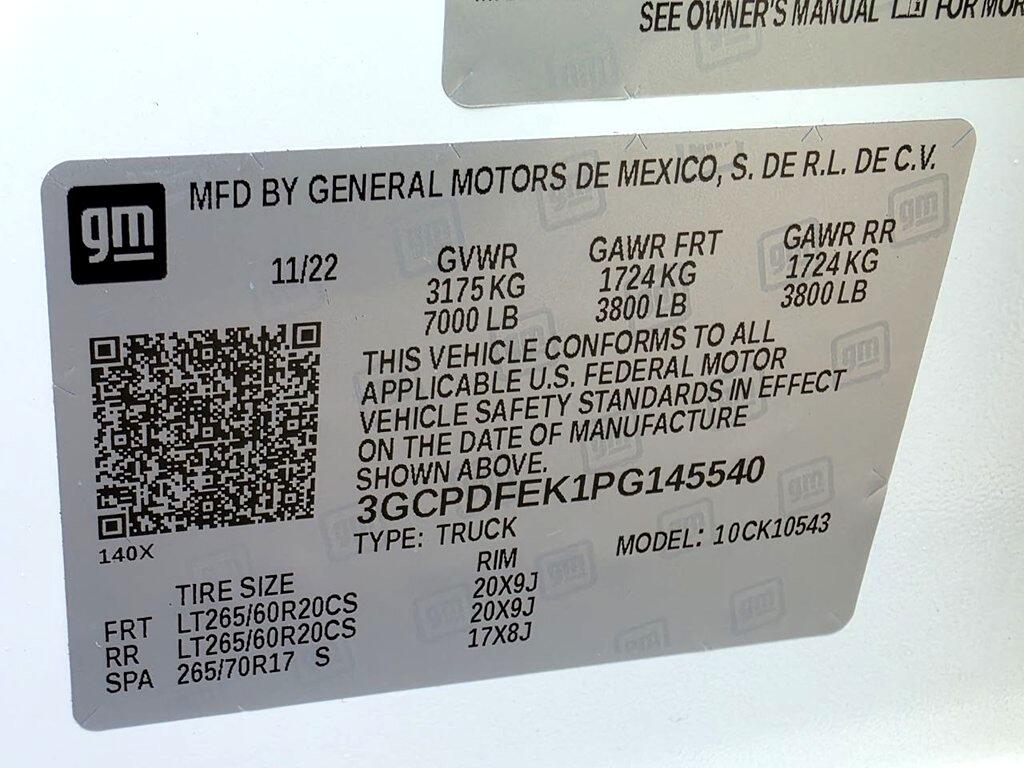 SEE OWNER'S MANUAL FOR MOR
gm
MFD BY GENERAL MOTORS DE MEXICO, S. DE R.L. DE C.V.
11/22 GVWR GAWR FRT GAWR RR
3175 KG 1724 KG 1724 KG
7000 LB 3800 LB 3800 LB
THIS VEHICLE CONFORMS TO ALL
APPLICABLE U.S. FEDERAL MOTOR
VEHICLE SAFETY STANDARDS IN EFFECT
ON THE DATE OF MANUFACTURE
SHOWN ABOVE.
3GCPDFEK1PG145540
140X TYPE: TRUCK MODEL: 10CK10543
TIRE SIZE RIM
FRT LT265/60R20CS 20X9J
RR LT265/60R20CS 20X9J
SPA 265/70R17 S 17X8J